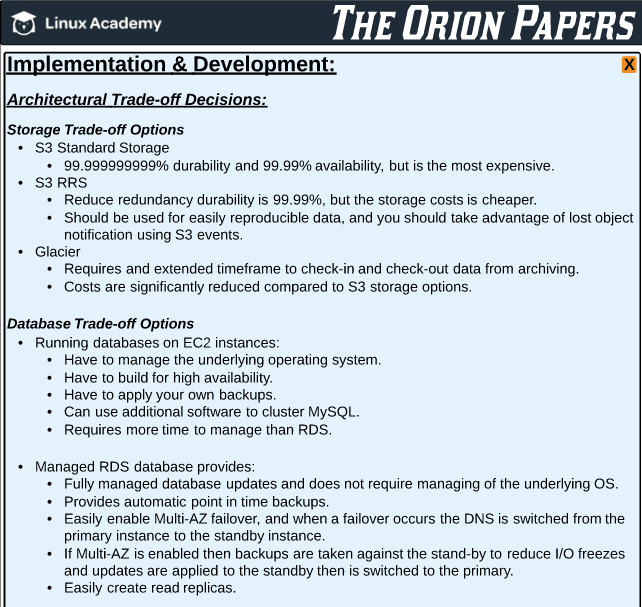 Linux Academy
THE ORION PAPERS
Implementation & Development:
X
Architectural Trade-off Decisions:
Storage Trade-off Options
• S3 Standard Storage
• 99.999999999% durability and 99.99% availability, but is the most expensive.
• S3 RRS
• Reduce redundancy durability is 99.99%, but the storage costs is cheaper.
• Should be used for easily reproducible data, and you should take advantage of lost object
notification using S3 events.
• Glacier
• Requires and extended timeframe to check-in and check-out data from archiving.
• Costs are significantly reduced compared to S3 storage options.
Database Trade-off Options
• Running databases on EC2 instances:
• Have to manage the underlying operating system.
• Have to build for high availability.
• Have to apply your own backups.
• Can use additional software to cluster MySQL.
• Requires more time to manage than RDS.
• Managed RDS database provides:
• Fully managed database updates and does not require managing of the underlying OS.
• Provides automatic point in time backups.
• Easily enable Multi-AZ failover, and when a failover occurs the DNS is switched from the
primary instance to the standby instance.
• If Multi-AZ is enabled then backups are taken against the stand-by to reduce I/O freezes
and updates are applied to the standby then is switched to the primary.
• Easily create read replicas.